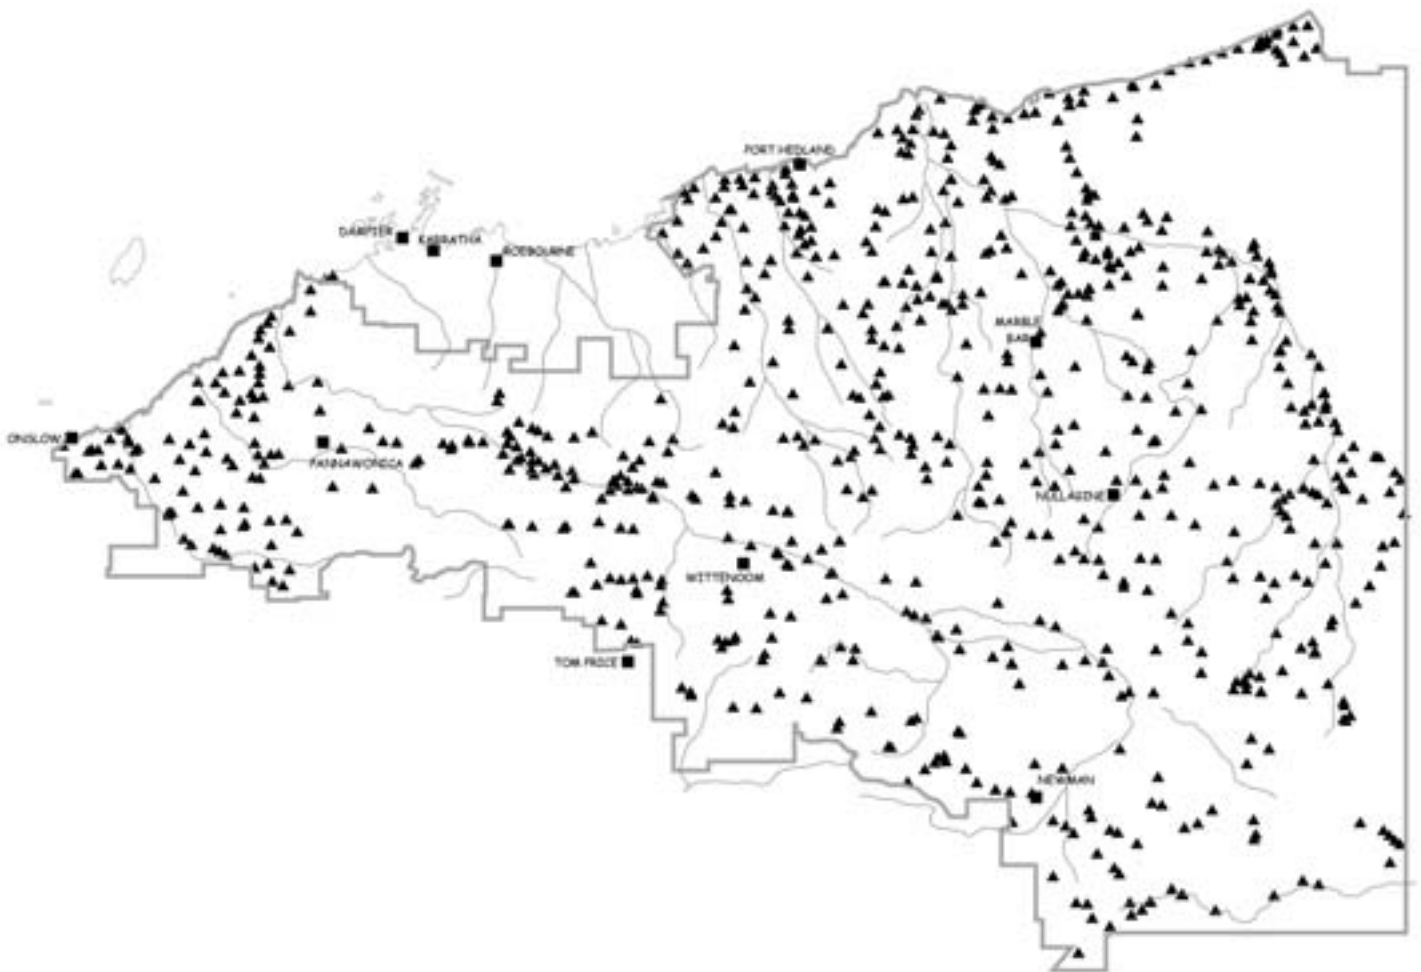 PORT HEDLAND
DAMPIER
KARRATHA
ROEBOURNE
MARBLE
BAR
ONSLOW
PANNAWONICA
NULLAGINE
WITTENOOM
TOM PRICE
NEWMAN